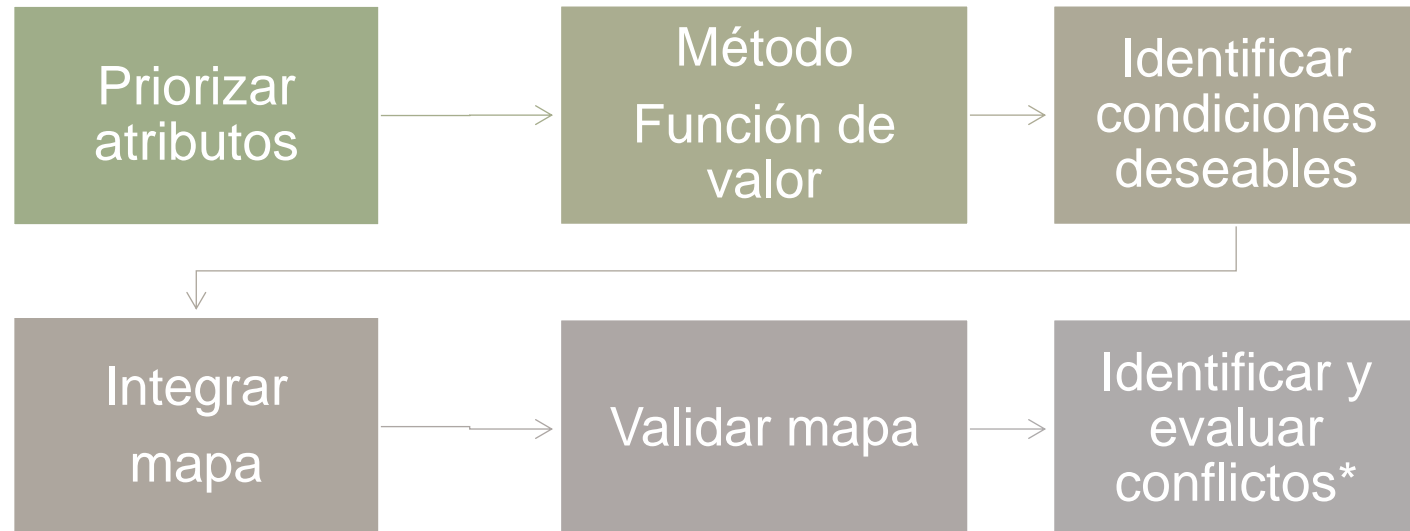 Priorizar
atributos
Método
Función de
valor
Identificar
condiciones
deseables
Integrar
mapa
Validar mapa
Identificar y
evaluar
conflictos*